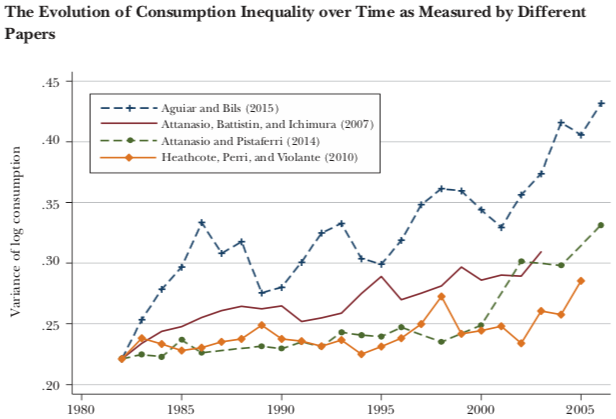 The Evolution of Consumption Inequality over Time as Measured by Different
Papers
.45
Aguiar and Bils (2015)
Attanasio, Battistin, and Ichimura (2007)
.40
Attanasio and Pistaferri (2014)
Heathcote, Perri, and Violante (2010)
Variance of log consumption
.35
.30
.25
.20
1980 1985 1990 1995 2000 2005